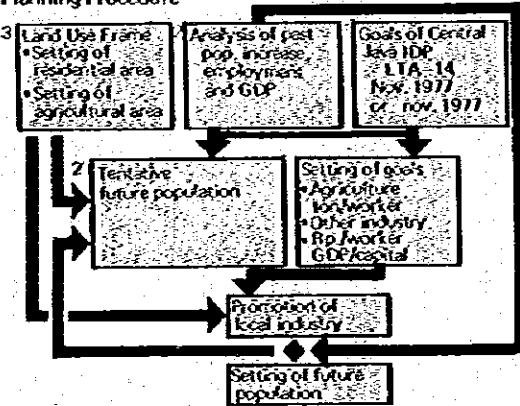 Planning Procedure
3 Land Use Frame
•Setting of
residential area
•Setting of
agricultural area
Analysis of past
pop. increase,
employment
and GDP
Goals of Central
Java IDP
LTA-14
Nov. 1977
or nov. 1977
2 Tentative
future population
Setting of goals
•Agriculture
ton/worker
•Other industry
•Rp./worker
GDP/capital
Promotion of
local industry
Setting of future
population